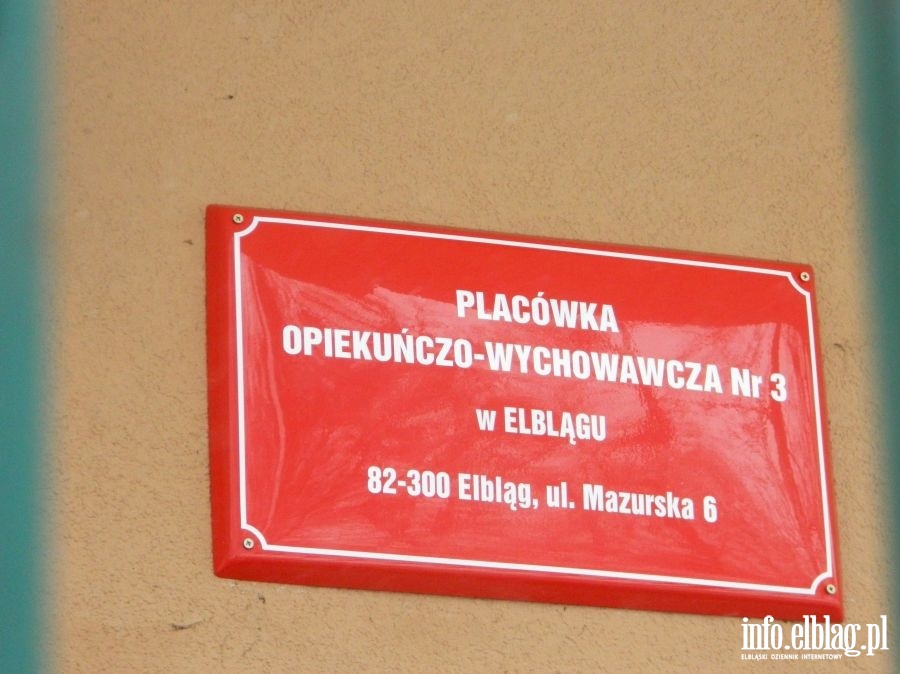 PLACÓWKA
OPIEKUŃCZO-WYCHOWAWCZA Nr 3
w ELBLĄGU
82-300 Elbląg, ul. Mazurska 6
info.elblag.pl
ELBLĄSKI DZIENNIK INTERNETOWY